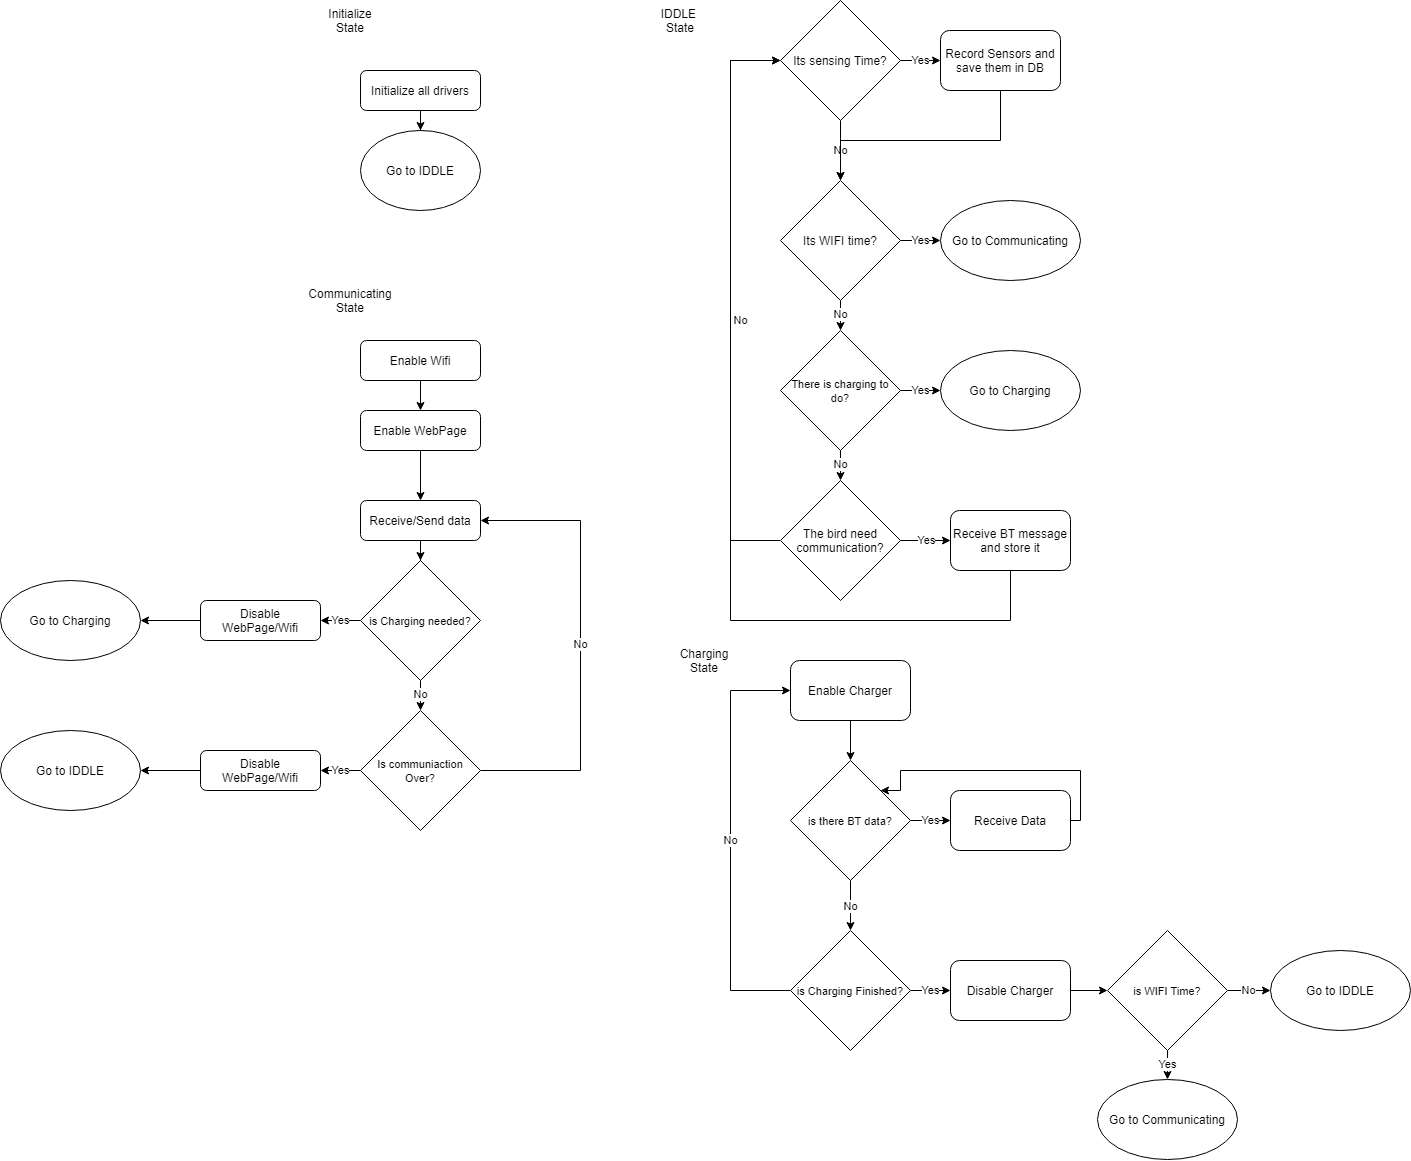 Initialize
State
Initialize all drivers
Go to IDDLE
Communicating
State
Enable Wifi
Enable WebPage
Receive/Send data
is Charging needed?
Yes
Disable
WebPage/Wifi
Go to Charging
No
Is communiaction
Over?
Yes
Disable
WebPage/Wifi
Go to IDDLE
No
IDDLE
State
Its sensing Time?
Yes
Record Sensors and
save them in DB
No
Its WIFI time?
Yes
Go to Communicating
No
There is charging to
do?
Yes
Go to Charging
No
The bird need
communication?
Yes
Receive BT message
and store it
No
Charging
State
Enable Charger
is there BT data?
Yes
Receive Data
No
is Charging Finished?
Yes
Disable Charger
is WIFI Time?
No
Go to IDDLE
Yes
Go to Communicating
No